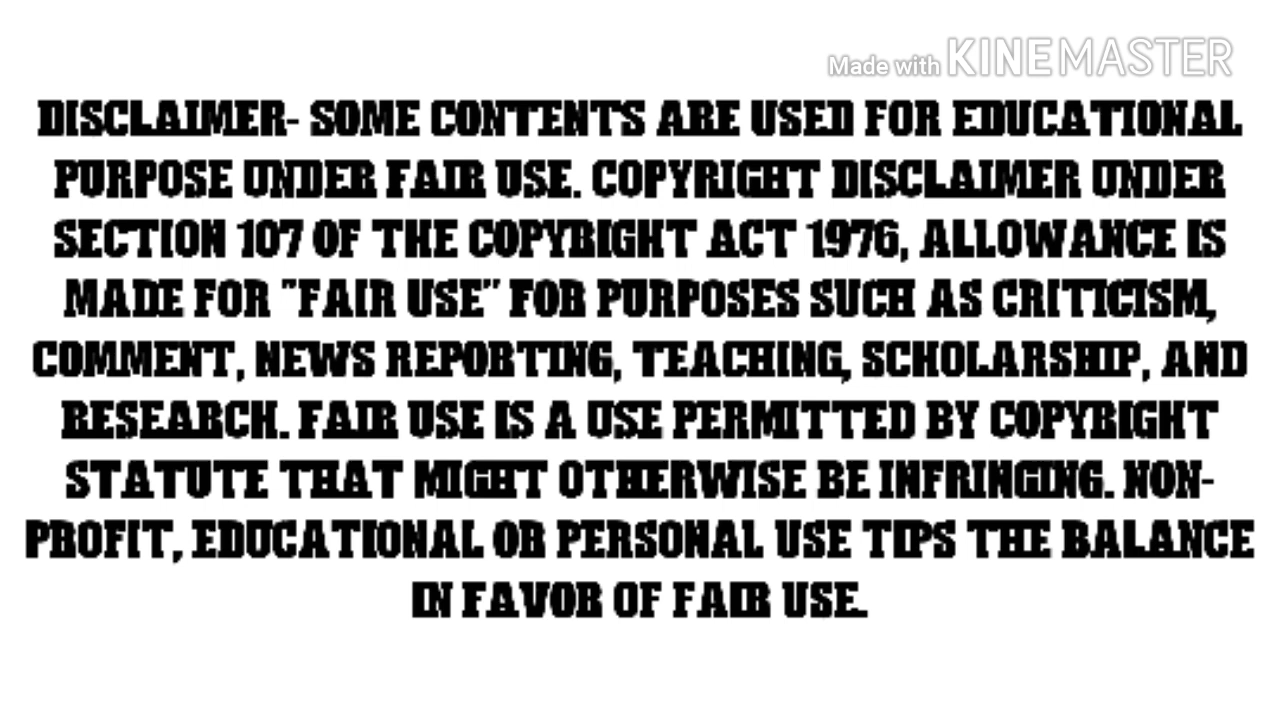 Made with KINEMASTER
DISCLAIMER- SOME CONTENTS ARE USED FOR EDUCATIONAL
PURPOSE UNDER FAIR USE. COPYRIGHT DISCLAIMER UNDER
SECTION 107 OF THE COPYRIGHT ACT 1976, ALLOWANCE IS
MADE FOR "FAIR USE" FOR PURPOSES SUCH AS CRITICISM,
COMMENT, NEWS REPORTING, TEACHING, SCHOLARSHIP, AND
RESEARCH. FAIR USE IS A USE PERMITTED BY COPYRIGHT
STATUTE THAT MIGHT OTHERWISE BE INFRINGING. NON-
PROFIT, EDUCATIONAL OR PERSONAL USE TIPS THE BALANCE
IN FAVOR OF FAIR USE.